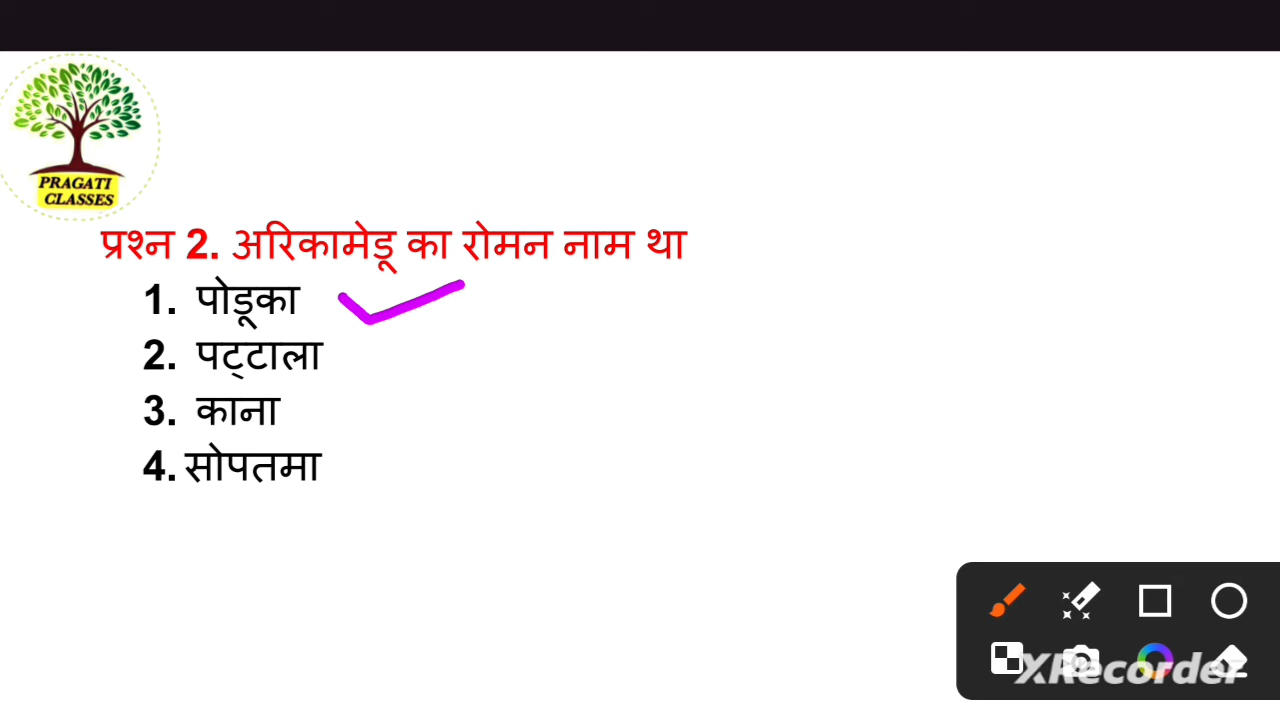 PRAGATI
CLASSES
प्रश्न 2. अरिकामेडू का रोमन नाम था
1. पोडूका
2. पट्टाला
3. काना
4. सोपतमा
XRecorder